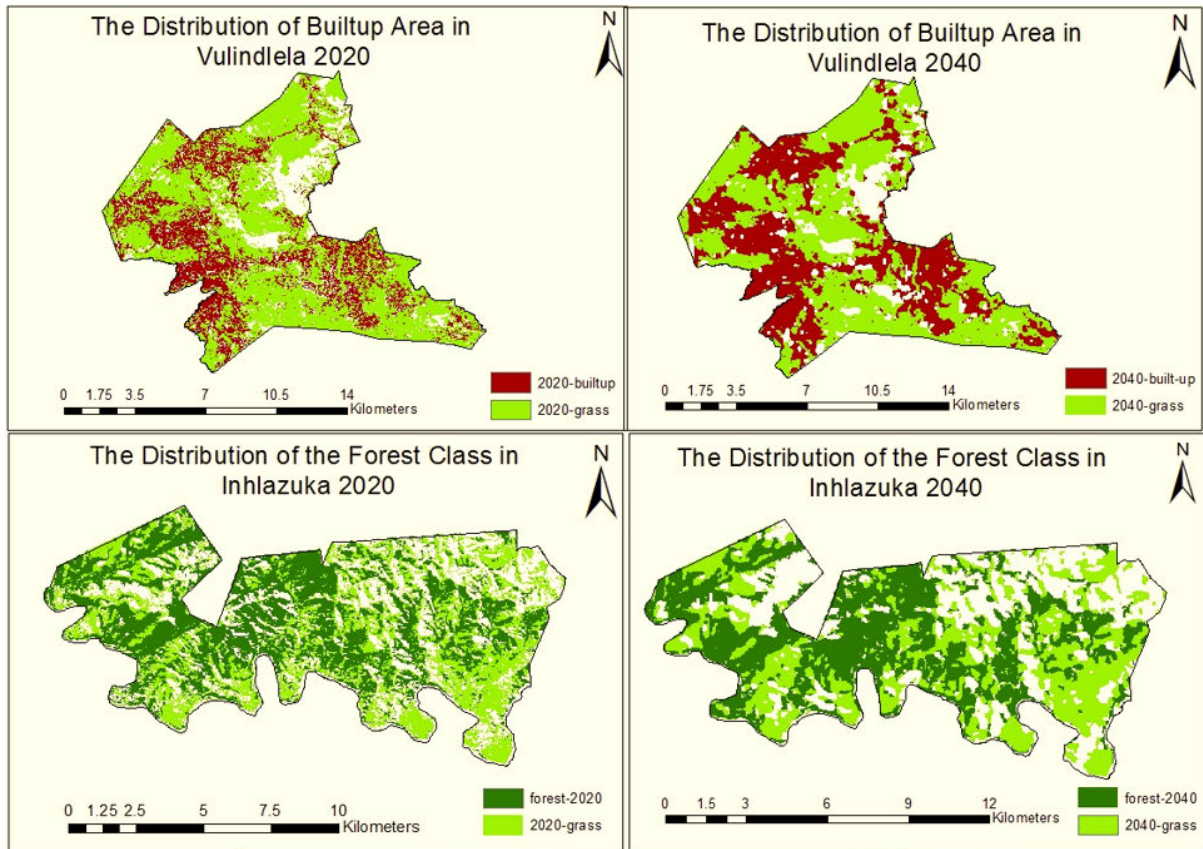 The Distribution of Builtup Area in
Vulindlela 2020
N
0 1.75 3.5 7 10.5 14
Kilometers
2020-builtup
2020-grass
The Distribution of Builtup Area in
Vulindlela 2040
N
0 1.75 3.5 7 10.5 14
Kilometers
2040-built-up
2040-grass
The Distribution of the Forest Class in
Inhlazuka 2020
N
0 1.25 2.5 5 7.5 10
Kilometers
forest-2020
2020-grass
The Distribution of the Forest Class in
Inhlazuka 2040
N
0 1.5 3 6 9 12
Kilometers
forest-2040
2040-grass